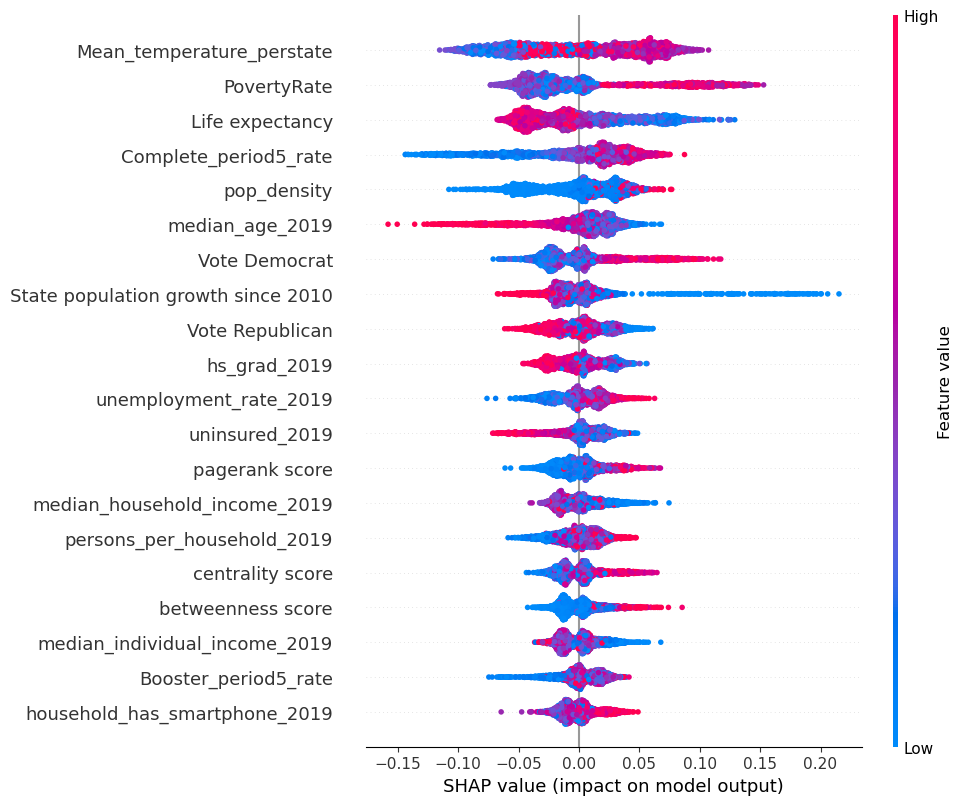 High
Mean_temperature_perstate
PovertyRate
Life expectancy
Complete_period5_rate
pop_density
median_age_2019
Vote Democrat
State population growth since 2010
Vote Republican
hs_grad_2019
unemployment_rate_2019
uninsured_2019
pagerank score
median_household_income_2019
persons_per_household_2019
centrality score
betweenness score
median_individual_income_2019
Booster_period5_rate
household_has_smartphone_2019
Feature value
Low
−0.15 −0.10 −0.05 0.00 0.05 0.10 0.15 0.20
SHAP value (impact on model output)